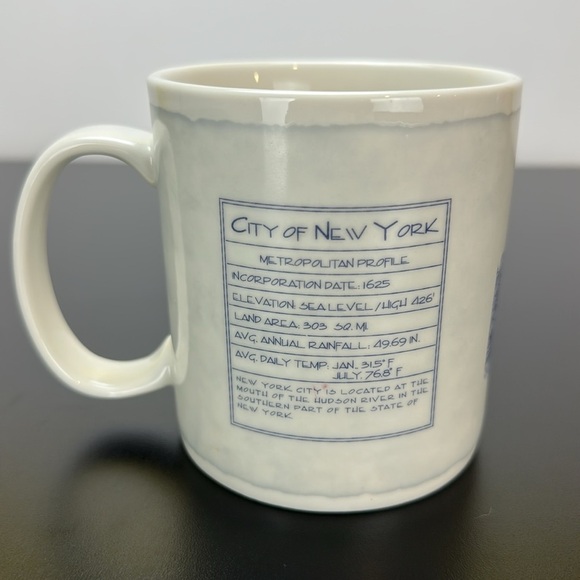 CITY OF NEW YORK
METROPOLITAN PROFILE
INCORPORATION DATE: 1625
ELEVATION: SEA LEVEL / HIGH 426'
LAND AREA: 303 SQ. MI.
AVG. ANNUAL RAINFALL: 49.69 IN.
AVG. DAILY TEMP: JAN. 31.5° F
JULY. 76.8° F
NEW YORK CITY IS LOCATED AT THE
MOUTH OF THE HUDSON RIVER IN THE
SOUTHERN PART OF THE STATE OF
NEW YORK